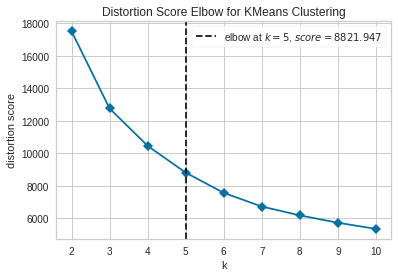 Distortion Score Elbow for KMeans Clustering
elbow at k = 5, score = 8821.947
18000
16000
14000
12000
10000
8000
6000
distortion score
2 3 4 5 6 7 8 9 10
k